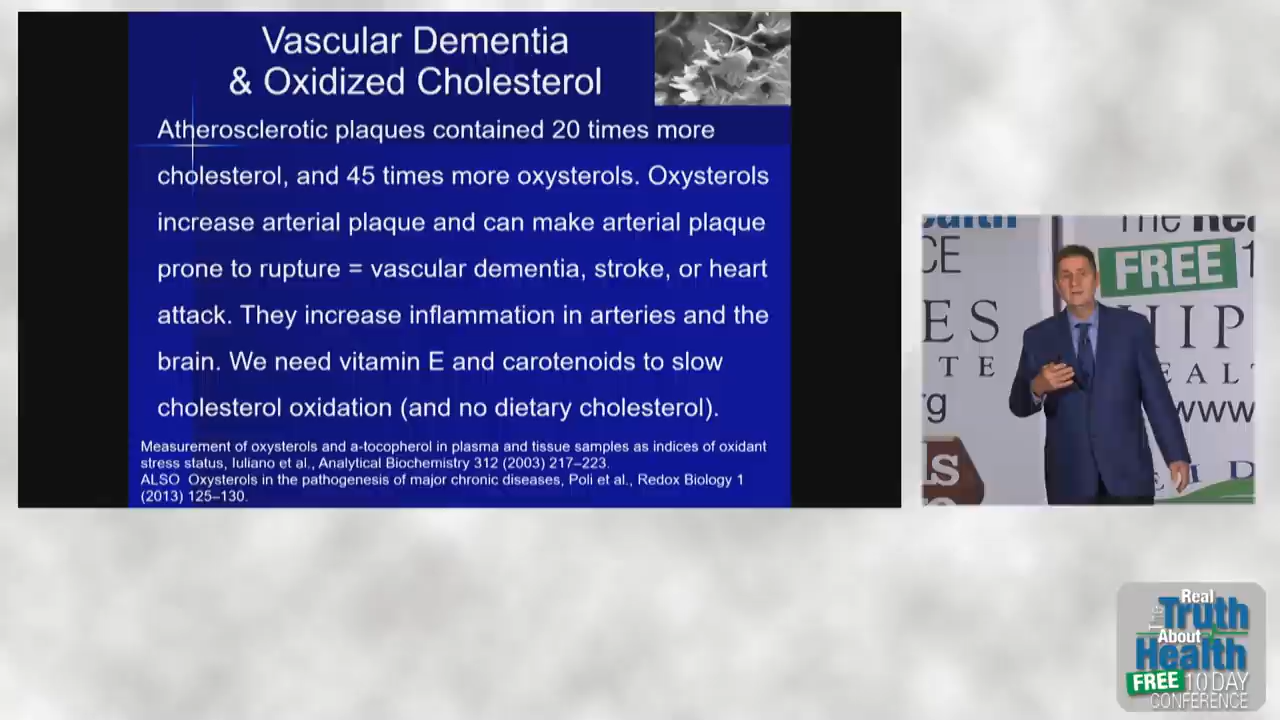 Vascular Dementia
& Oxidized Cholesterol
Atherosclerotic plaques contained 20 times more
cholesterol, and 45 times more oxysterols. Oxysterols
increase arterial plaque and can make arterial plaque
prone to rupture = vascular dementia, stroke, or heart
attack. They increase inflammation in arteries and the
brain. We need vitamin E and carotenoids to slow
cholesterol oxidation (and no dietary cholesterol).
Measurement of oxysterols and a-tocopherol in plasma and tissue samples as indices of oxidant
stress status, Iuliano et al., Analytical Biochemistry 312 (2003) 217–223.
ALSO Oxysterols in the pathogenesis of major chronic diseases, Poli et al., Redox Biology 1
(2013) 125–130.
The
FREE
www
The Real
Truth
About
Health
FREE 10 DAY
CONFERENCE